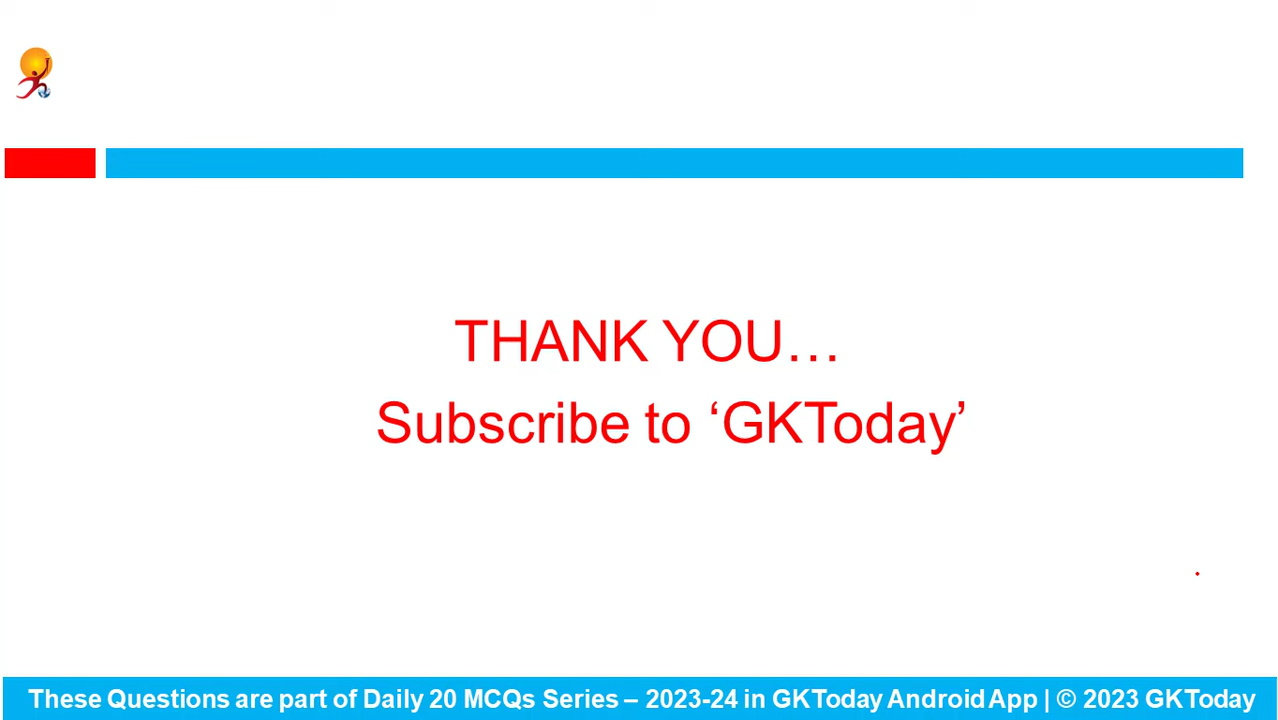 THANK YOU…
Subscribe to ‘GKToday’
These Questions are part of Daily 20 MCQs Series – 2023-24 in GKToday Android App | © 2023 GKToday